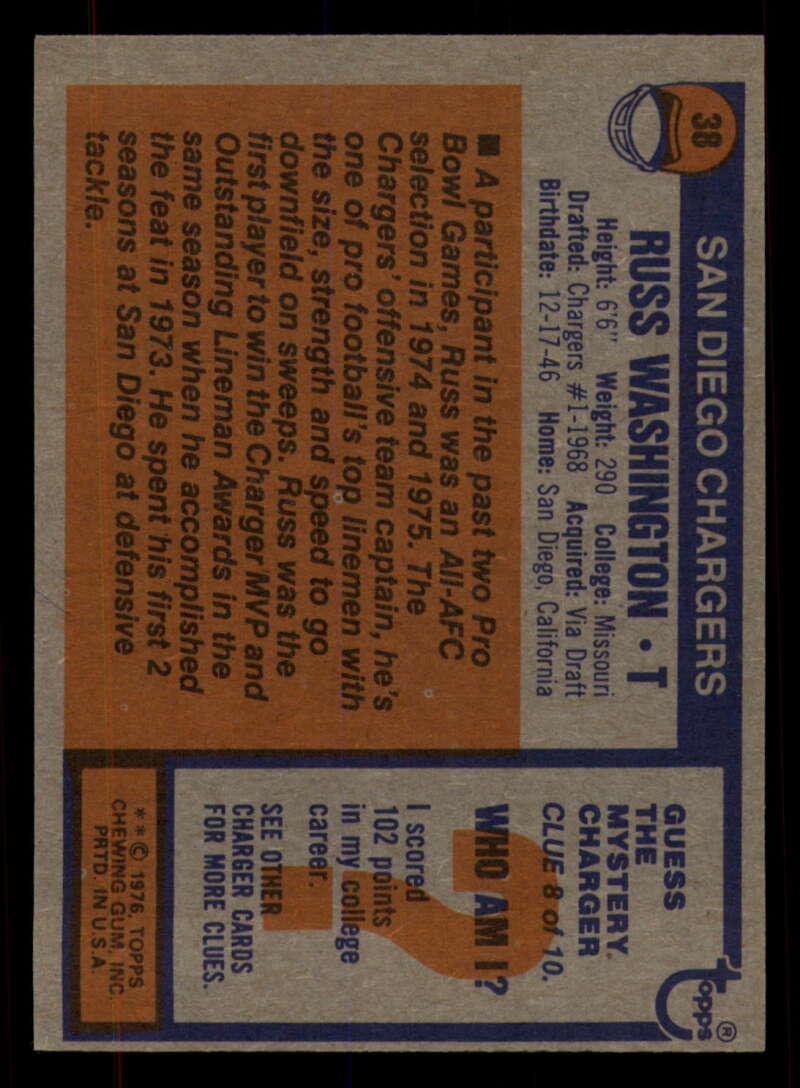 38
SAN DIEGO CHARGERS
RUSS WASHINGTON • T
Height: 6'6" Weight: 290 College: Missouri
Drafted: Chargers #1-1968 Acquired: Via Draft
Birthdate: 12-17-46 Home: San Diego, California
■ A participant in the past two Pro
Bowl Games, Russ was an All-AFC
selection in 1974 and 1975. The
Chargers' offensive team captain, he's
one of pro football's top linemen with
the size, strength and speed to go
downfield on sweeps. Russ was the
first player to win the Charger MVP and
Outstanding Lineman Awards in the
same season when he accomplished
the feat in 1973. He spent his first 2
seasons at San Diego at defensive
tackle.
topps®
GUESS
THE
MYSTERY
CHARGER
CLUE 8 of 10.
WHO AM I?
I scored
102 points
in my college
career.
SEE OTHER
CHARGER CARDS
FOR MORE CLUES.
**© 1976 TOPPS
CHEWING GUM, INC.
PRTD. IN U.S.A.